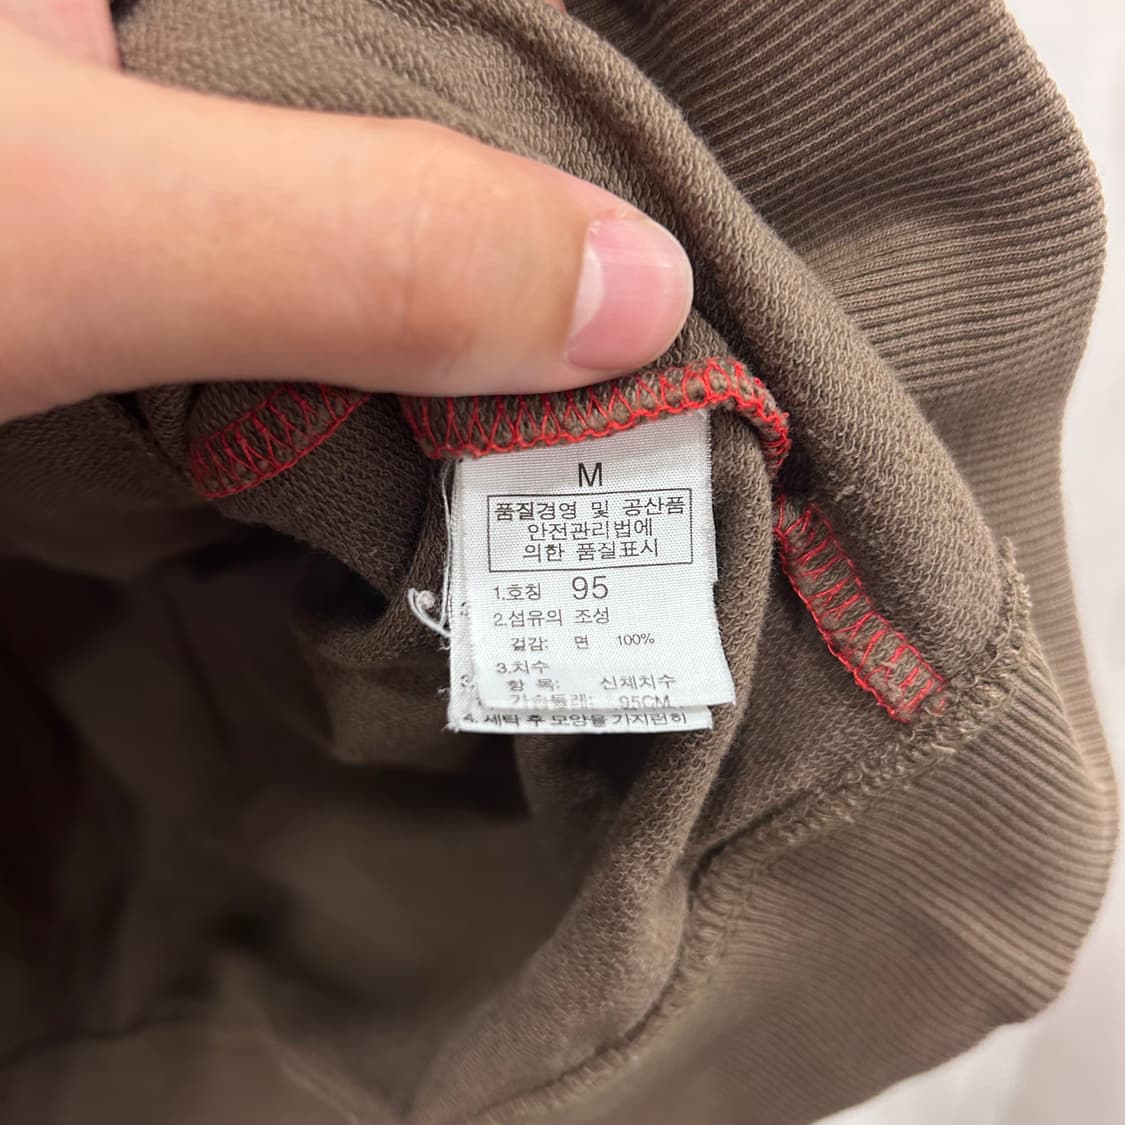 M
품질경영 및 공산품
안전관리법에
의한 품질표시
1.호칭 95
2.섬유의 조성
겉감: 면 100%
3.치수
항 목: 신체치수
가슴둘레: 95CM
4. 세탁 후 모양을 가지런히